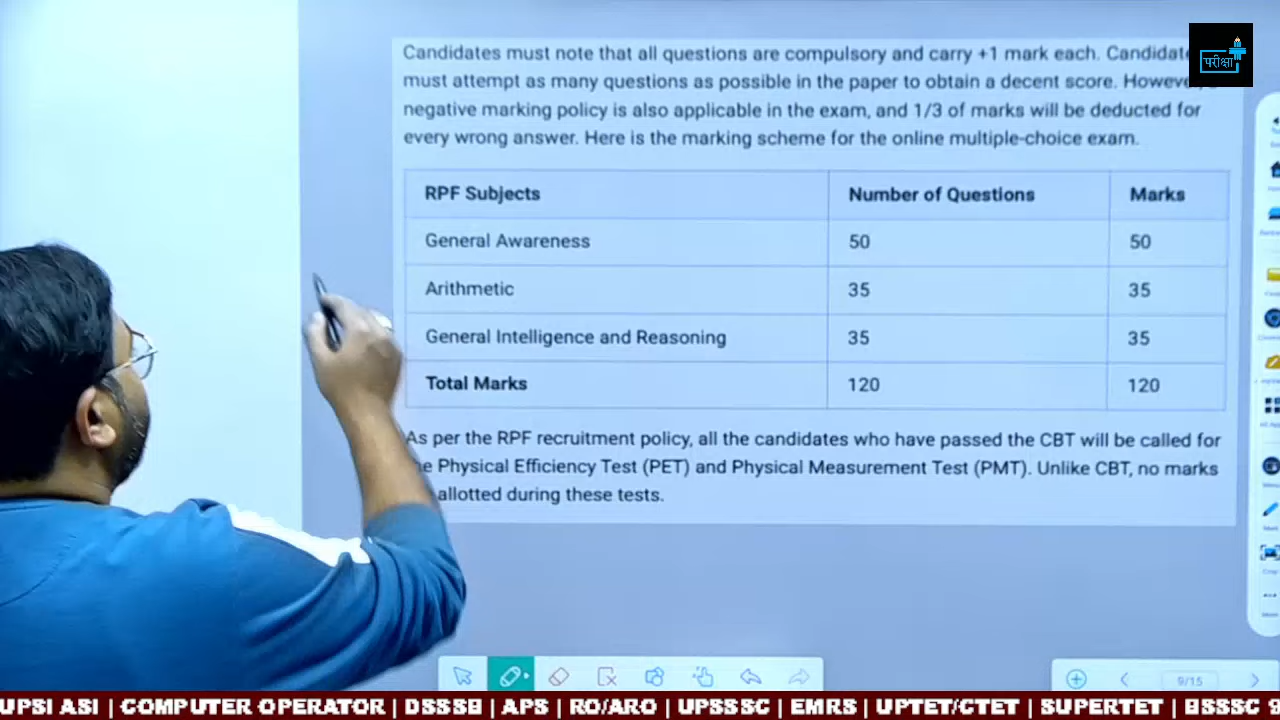 परीक्षा
Candidates must note that all questions are compulsory and carry +1 mark each.
must attempt as many questions as possible in the paper to obtain a decent score.
negative marking policy is also applicable in the exam, and 1/3 of marks will be deducted for
every wrong answer. Here is the marking scheme for the online multiple-choice exam.
RPF Subjects Number of Questions Marks
General Awareness 50 50
Arithmetic 35 35
General Intelligence and Reasoning 35 35
Total Marks 120 120
As per the RPF recruitment policy, all the candidates who have passed the CBT will be called for
Physical Efficiency Test (PET) and Physical Measurement Test (PMT). Unlike CBT, no marks
allotted during these tests.
9/15
UPSI ASI | COMPUTER OPERATOR | DSSSB | APS | RO/ARO | UPSSSC | EMRS | UPTET/CTET | SUPERTET | BSSSC